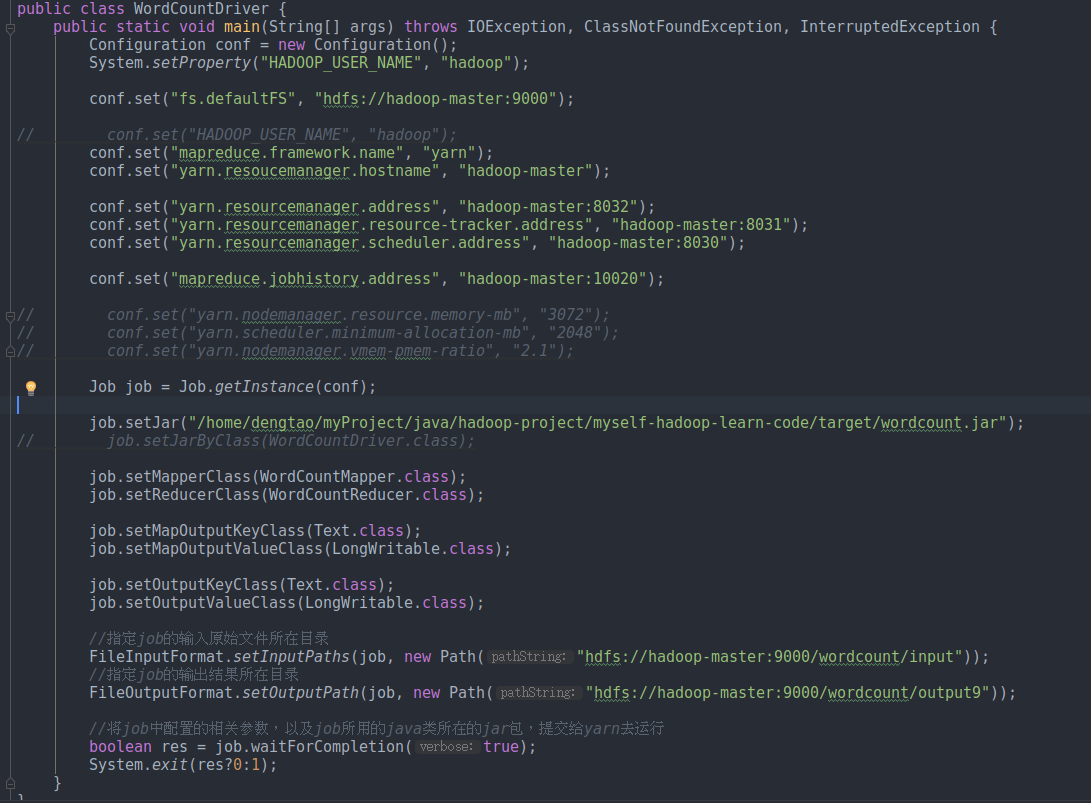 public class WordCountDriver {
public static void main(String[] args) throws IOException, ClassNotFoundException, InterruptedException {
Configuration conf = new Configuration();
System.setProperty("HADOOP_USER_NAME", "hadoop");
conf.set("fs.defaultFS", "hdfs://hadoop-master:9000");
// conf.set("HADOOP_USER_NAME", "hadoop");
conf.set("mapreduce.framework.name", "yarn");
conf.set("yarn.resoucemanager.hostname", "hadoop-master");
conf.set("yarn.resourcemanager.address", "hadoop-master:8032");
conf.set("yarn.resourcemanager.resource-tracker.address", "hadoop-master:8031");
conf.set("yarn.resourcemanager.scheduler.address", "hadoop-master:8030");
conf.set("mapreduce.jobhistory.address", "hadoop-master:10020");
// conf.set("yarn.nodemanager.resource.memory-mb", "3072");
// conf.set("yarn.scheduler.minimum-allocation-mb", "2048");
// conf.set("yarn.nodemanager.vmem-pmem-ratio", "2.1");
Job job = Job.getInstance(conf);
job.setJar("/home/dengtao/myProject/java/hadoop-project/myself-hadoop-learn-code/target/wordcount.jar");
// job.setJarByClass(WordCountDriver.class);
job.setMapperClass(WordCountMapper.class);
job.setReducerClass(WordCountReducer.class);
job.setMapOutputKeyClass(Text.class);
job.setMapOutputValueClass(LongWritable.class);
job.setOutputKeyClass(Text.class);
job.setOutputValueClass(LongWritable.class);
//指定job的输入原始文件所在目录
FileInputFormat.setInputPaths(job, new Path( pathString: "hdfs://hadoop-master:9000/wordcount/input"));
//指定job的输出结果所在目录
FileOutputFormat.setOutputPath(job, new Path( pathString: "hdfs://hadoop-master:9000/wordcount/output9"));
//将job中配置的相关参数，以及job所用的java类所在的jar包，提交给yarn去运行
boolean res = job.waitForCompletion( verbose: true);
System.exit(res?0:1);
}
}